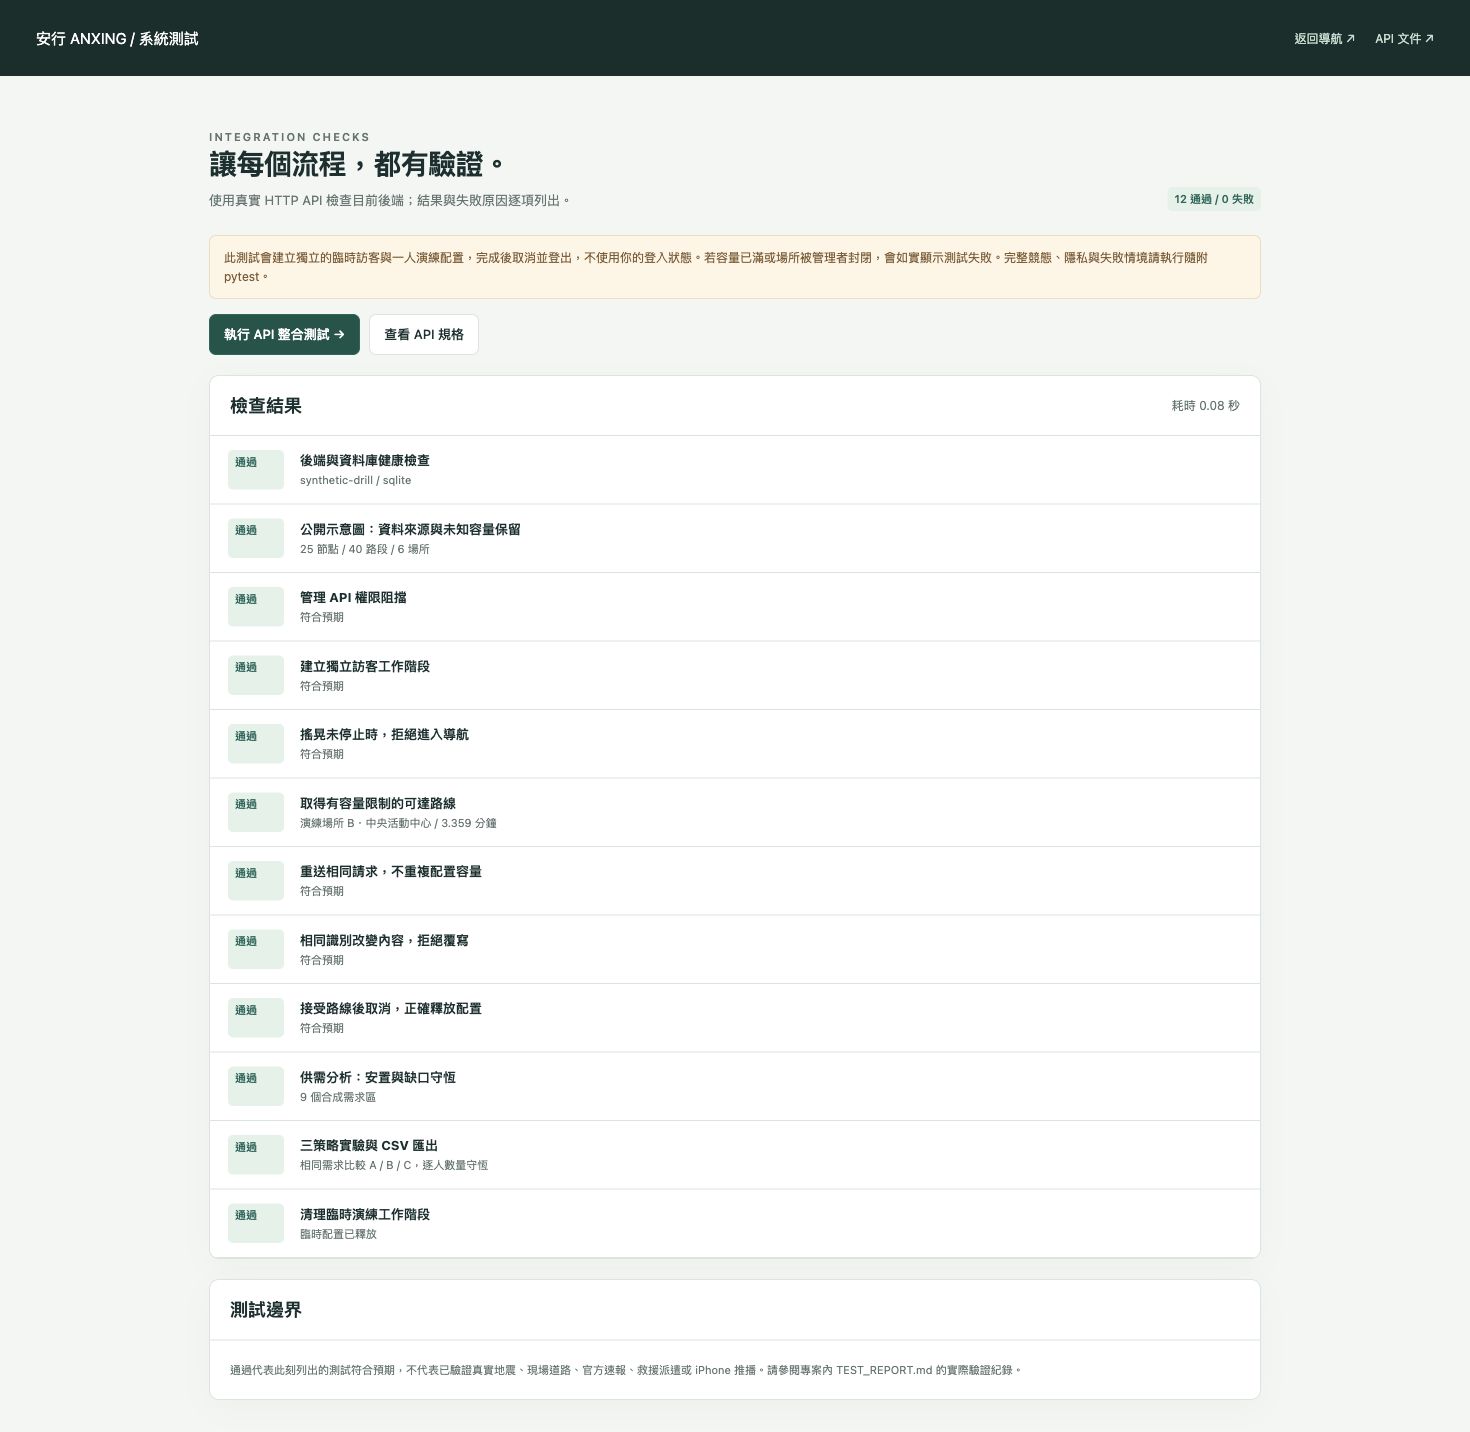 安行 ANXING / 系統測試
返回導航 ↗
API 文件 ↗
INTEGRATION CHECKS
讓每個流程，都有驗證。
使用真實 HTTP API 檢查目前後端；結果與失敗原因逐項列出。
12 通過 / 0 失敗
此測試會建立獨立的臨時訪客與一人演練配置，完成後取消並登出，不使用你的登入狀態。若容量已滿或場所被管理者封閉，會如實顯示測試失敗。完整競態、隱私與失敗情境請執行隨附
pytest。
執行 API 整合測試 →
查看 API 規格
檢查結果
耗時 0.08 秒
通過
後端與資料庫健康檢查
synthetic-drill / sqlite
通過
公開示意圖：資料來源與未知容量保留
25 節點 / 40 路段 / 6 場所
通過
管理 API 權限阻擋
符合預期
通過
建立獨立訪客工作階段
符合預期
通過
搖晃未停止時，拒絕進入導航
符合預期
通過
取得有容量限制的可達路線
演練場所 B · 中央活動中心 / 3.359 分鐘
通過
重送相同請求，不重複配置容量
符合預期
通過
相同識別改變內容，拒絕覆寫
符合預期
通過
接受路線後取消，正確釋放配置
符合預期
通過
供需分析：安置與缺口守恆
9 個合成需求區
通過
三策略實驗與 CSV 匯出
相同需求比較 A / B / C，逐人數量守恆
通過
清理臨時演練工作階段
臨時配置已釋放
測試邊界
通過代表此刻列出的測試符合預期，不代表已驗證真實地震、現場道路、官方速報、救援派遣或 iPhone 推播。請參閱專案內 TEST_REPORT.md 的實際驗證紀錄。